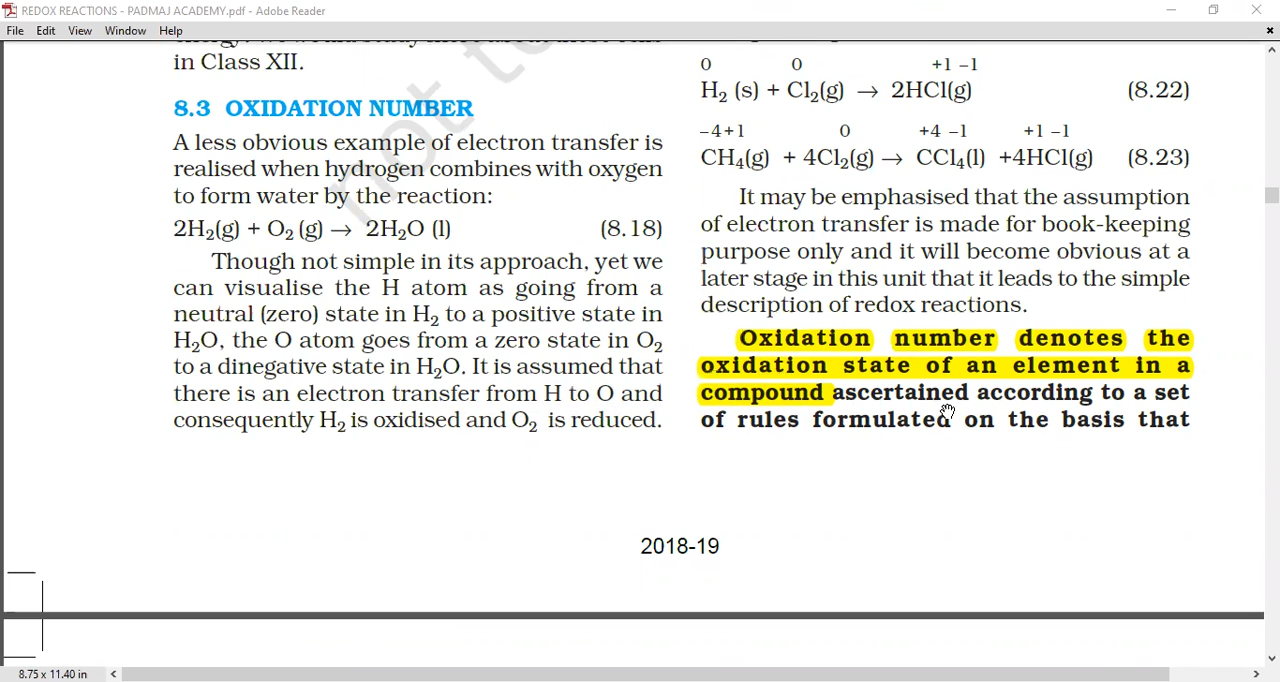 REDOX REACTIONS - PADMAJ ACADEMY.pdf - Adobe Reader
File Edit View Window Help
in Class XII.
8.3 OXIDATION NUMBER
A less obvious example of electron transfer is
realised when hydrogen combines with oxygen
to form water by the reaction:
2H₂(g) + O₂ (g) → 2H₂O (l) (8.18)
Though not simple in its approach, yet we
can visualise the H atom as going from a
neutral (zero) state in H₂ to a positive state in
H₂O, the O atom goes from a zero state in O₂
to a dinegative state in H₂O. It is assumed that
there is an electron transfer from H to O and
consequently H₂ is oxidised and O₂ is reduced.
0 0 +1 –1
H₂ (s) + Cl₂(g) → 2HCl(g) (8.22)
–4+1 0 +4 –1 +1 –1
CH₄(g) + 4Cl₂(g) → CCl₄(l) +4HCl(g) (8.23)
It may be emphasised that the assumption
of electron transfer is made for book-keeping
purpose only and it will become obvious at a
later stage in this unit that it leads to the simple
description of redox reactions.
Oxidation number denotes the
oxidation state of an element in a
compound ascertained according to a set
of rules formulated on the basis that
2018-19
8.75 x 11.40 in